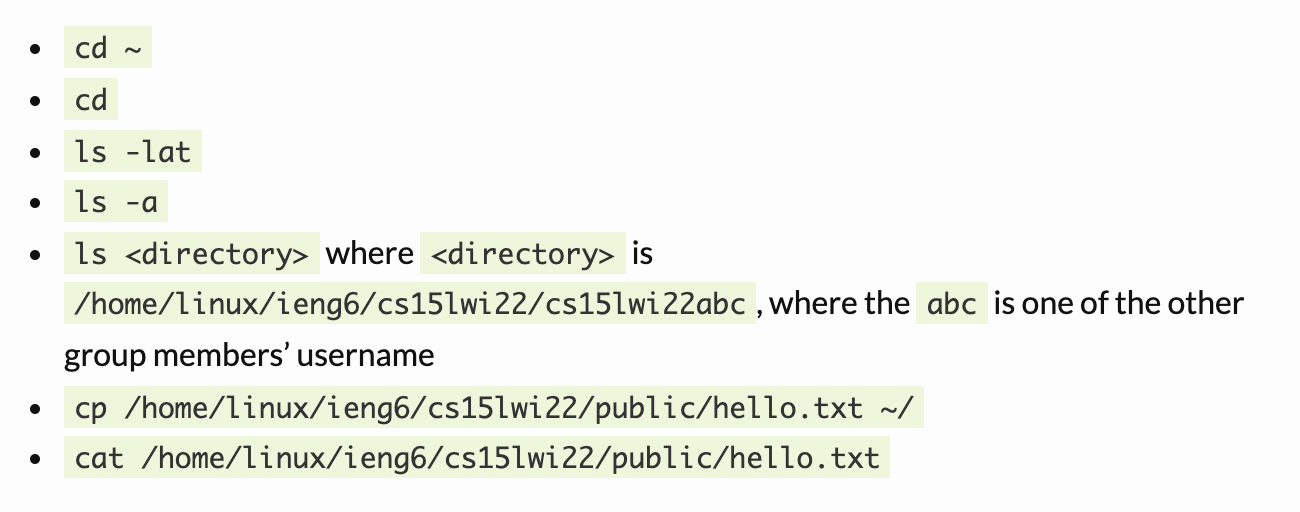 cd ~
cd
ls -lat
ls -a
ls <directory> where <directory> is
/home/linux/ieng6/cs15lwi22/cs15lwi22abc, where the abc is one of the other
group members’ username
cp /home/linux/ieng6/cs15lwi22/public/hello.txt ~/
cat /home/linux/ieng6/cs15lwi22/public/hello.txt